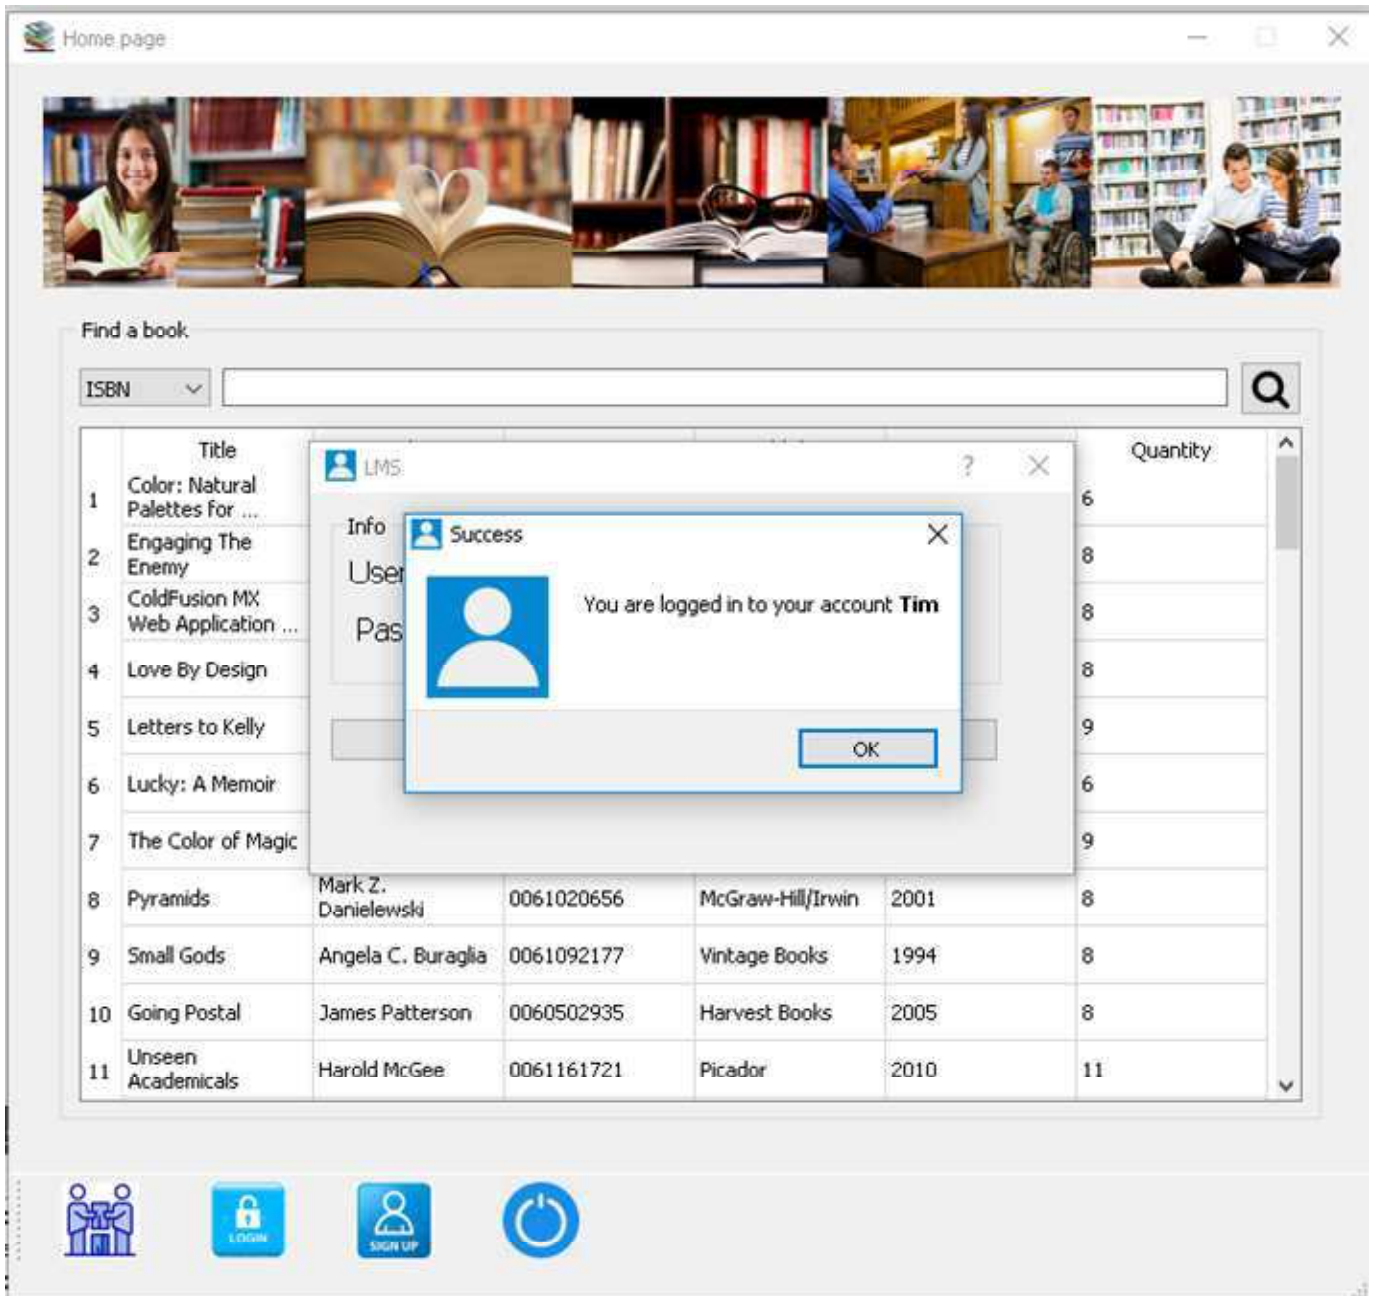 Home page
Find a book
ISBN
Title
Quantity
1
Color: Natural
Palettes for ...
6
2
Engaging The
Enemy
8
3
ColdFusion MX
Web Application ...
8
4
Love By Design
8
5
Letters to Kelly
9
6
Lucky: A Memoir
6
7
The Color of Magic
9
LMS
?
Info
User
Pas
Success
You are logged in to your account Tim
OK
8
Pyramids
Mark Z.
Danielewski
0061020656
McGraw-Hill/Irwin
2001
8
9
Small Gods
Angela C. Buraglia
0061092177
Vintage Books
1994
8
10
Going Postal
James Patterson
0060502935
Harvest Books
2005
8
11
Unseen
Academicals
Harold McGee
0061161721
Picador
2010
11
LOGIN
SIGN UP